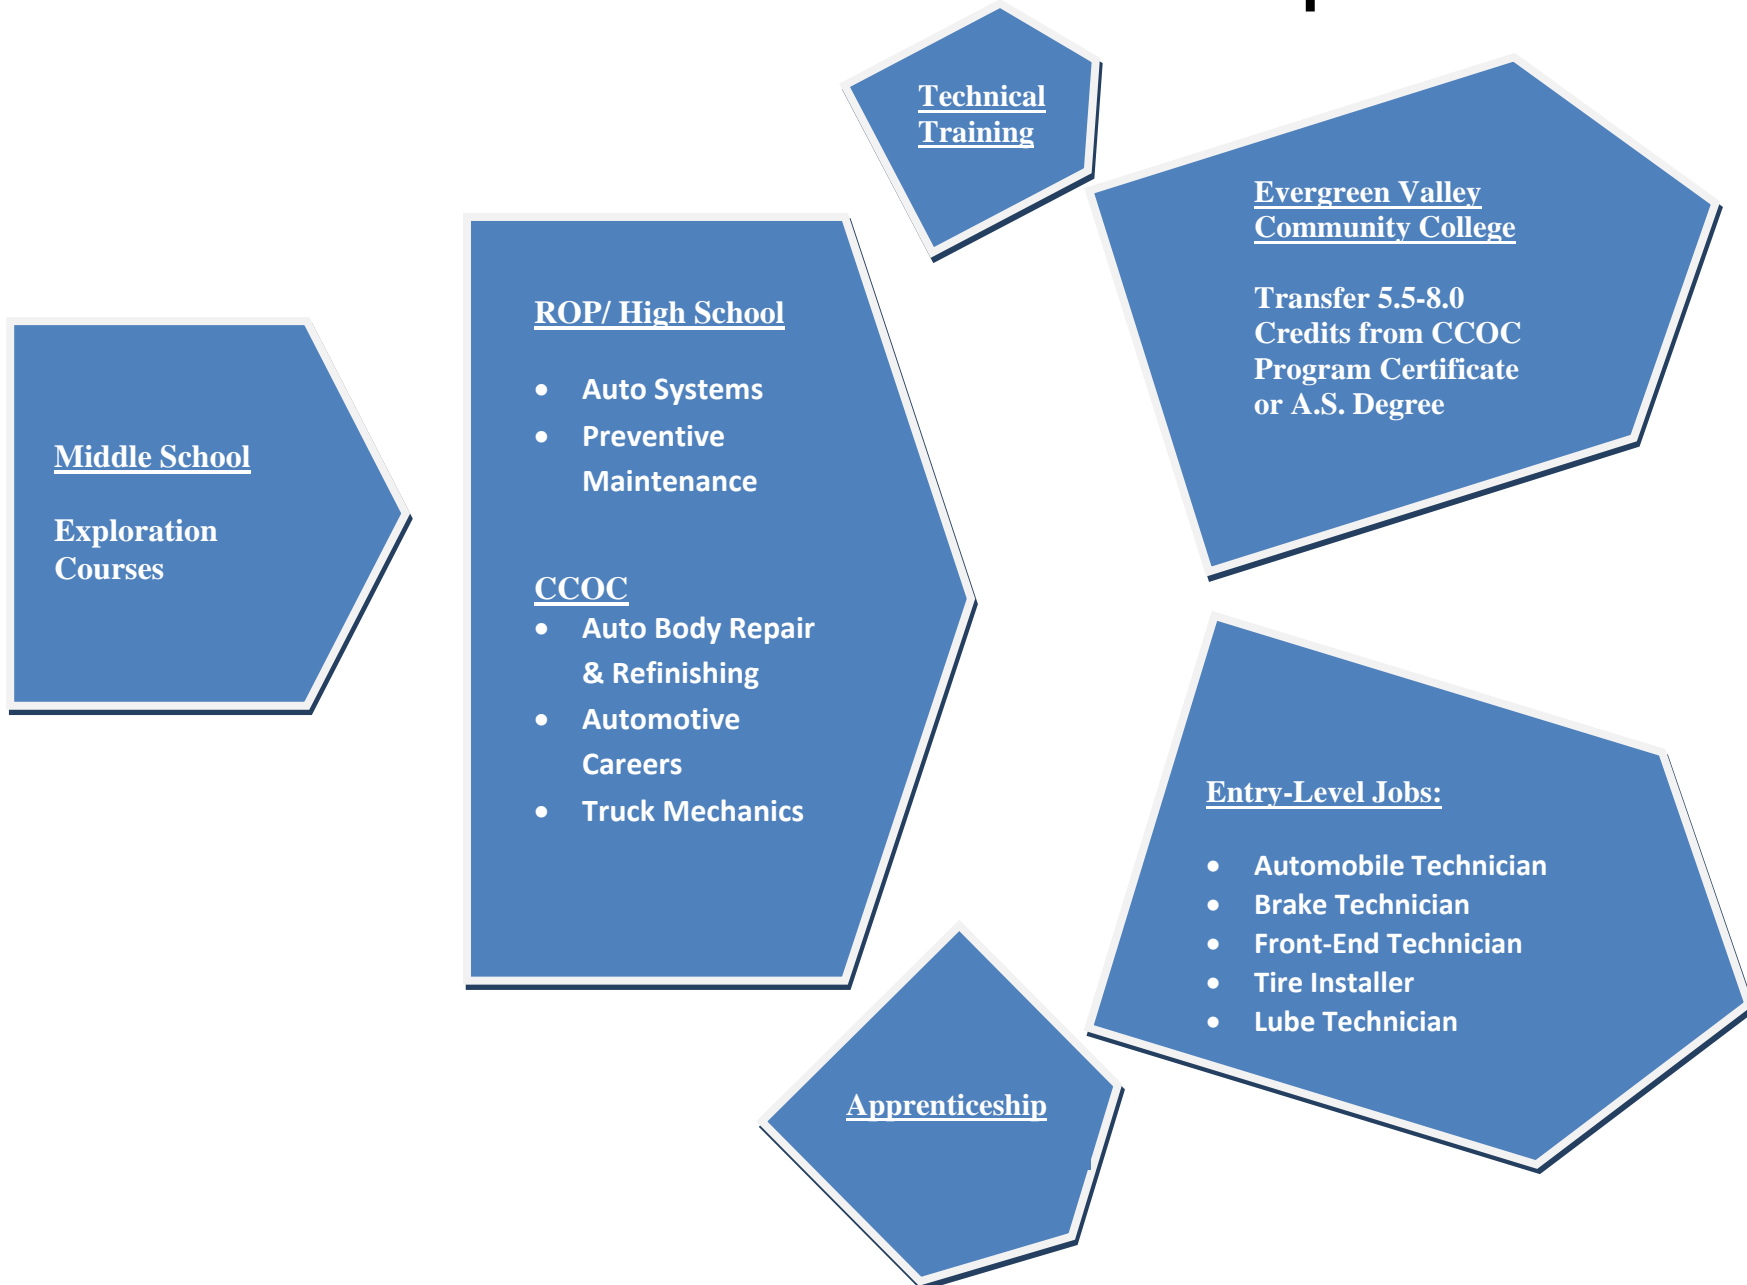 Technical
Training
Evergreen Valley
Community College
Transfer 5.5-8.0
Credits from CCOC
Program Certificate
or A.S. Degree
ROP/ High School
• Auto Systems
• Preventive
Maintenance
CCOC
• Auto Body Repair
& Refinishing
• Automotive
Careers
• Truck Mechanics
Middle School
Exploration
Courses
Entry-Level Jobs:
• Automobile Technician
• Brake Technician
• Front-End Technician
• Tire Installer
• Lube Technician
Apprenticeship